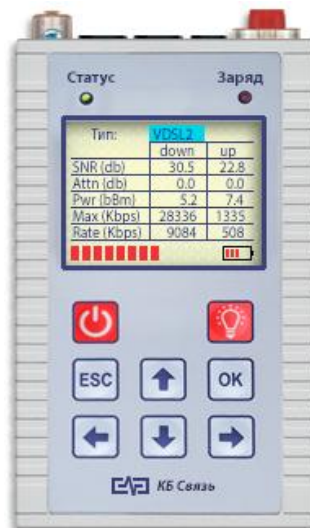 Статус Заряд
Тип: VDSL2
down up
SNR (db) 30.5 22.8
Attn (db) 0.0 0.0
Pwr (bBm) 5.2 7.4
Max (Kbps) 28336 1335
Rate (Kbps) 9084 508
ESC OK
КБ Связь